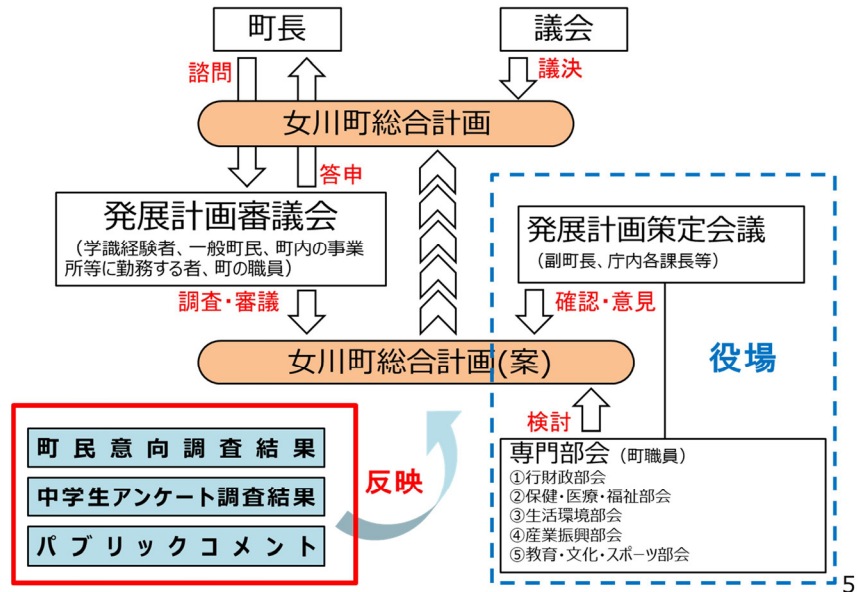 町長
議会
諮問
議決
女川町総合計画
答申
発展計画審議会
（学識経験者、一般町民、町内の事業
所等に勤務する者、町の職員）
発展計画策定会議
（副町長、庁内各課長等）
調査・審議
確認・意見
役場
女川町総合計画(案)
検討
町民意向調査結果
中学生アンケート調査結果
パブリックコメント
反映
専門部会（町職員）
①行財政部会
②保健・医療・福祉部会
③生活環境部会
④産業振興部会
⑤教育・文化・スポーツ部会
5